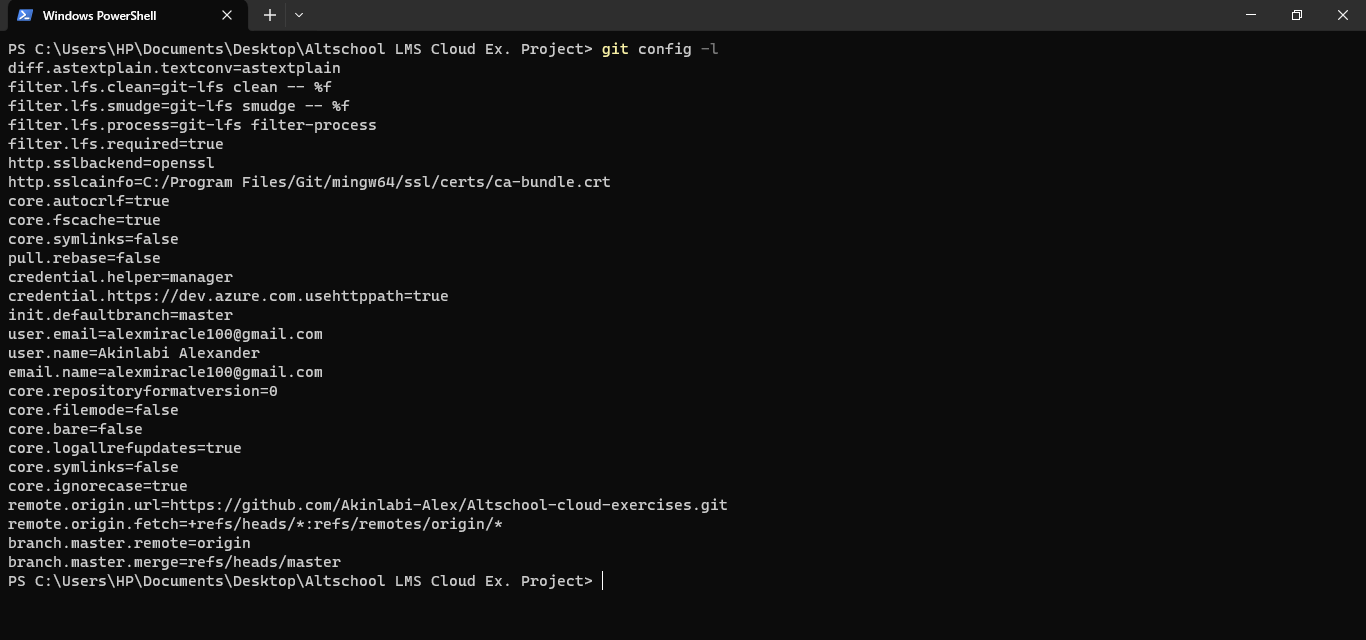 Windows PowerShell
PS C:\Users\HP\Documents\Desktop\Altschool LMS Cloud Ex. Project> git config -l
diff.astextplain.textconv=astextplain
filter.lfs.clean=git-lfs clean -- %f
filter.lfs.smudge=git-lfs smudge -- %f
filter.lfs.process=git-lfs filter-process
filter.lfs.required=true
http.sslbackend=openssl
http.sslcainfo=C:/Program Files/Git/mingw64/ssl/certs/ca-bundle.crt
core.autocrlf=true
core.fscache=true
core.symlinks=false
pull.rebase=false
credential.helper=manager
credential.https://dev.azure.com.usehttppath=true
init.defaultbranch=master
user.email=alexmiracle100@gmail.com
user.name=Akinlabi Alexander
email.name=alexmiracle100@gmail.com
core.repositoryformatversion=0
core.filemode=false
core.bare=false
core.logallrefupdates=true
core.symlinks=false
core.ignorecase=true
remote.origin.url=https://github.com/Akinlabi-Alex/Altschool-cloud-exercises.git
remote.origin.fetch=+refs/heads/*:refs/remotes/origin/*
branch.master.remote=origin
branch.master.merge=refs/heads/master
PS C:\Users\HP\Documents\Desktop\Altschool LMS Cloud Ex. Project>